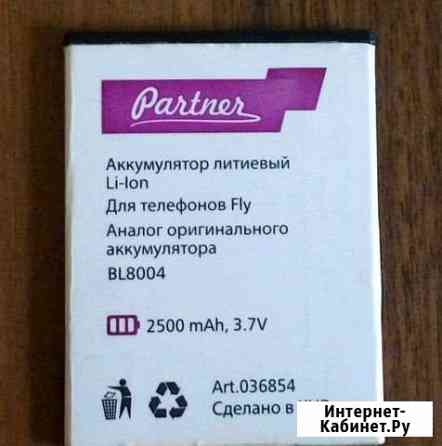 Partner
Аккумулятор литиевый
Li-Ion
Для телефонов Fly
Аналог оригинального
аккумулятора
BL8004
2500 mAh, 3.7V
Art.036854
Сделано в
Интернет-
Кабинет.Ру